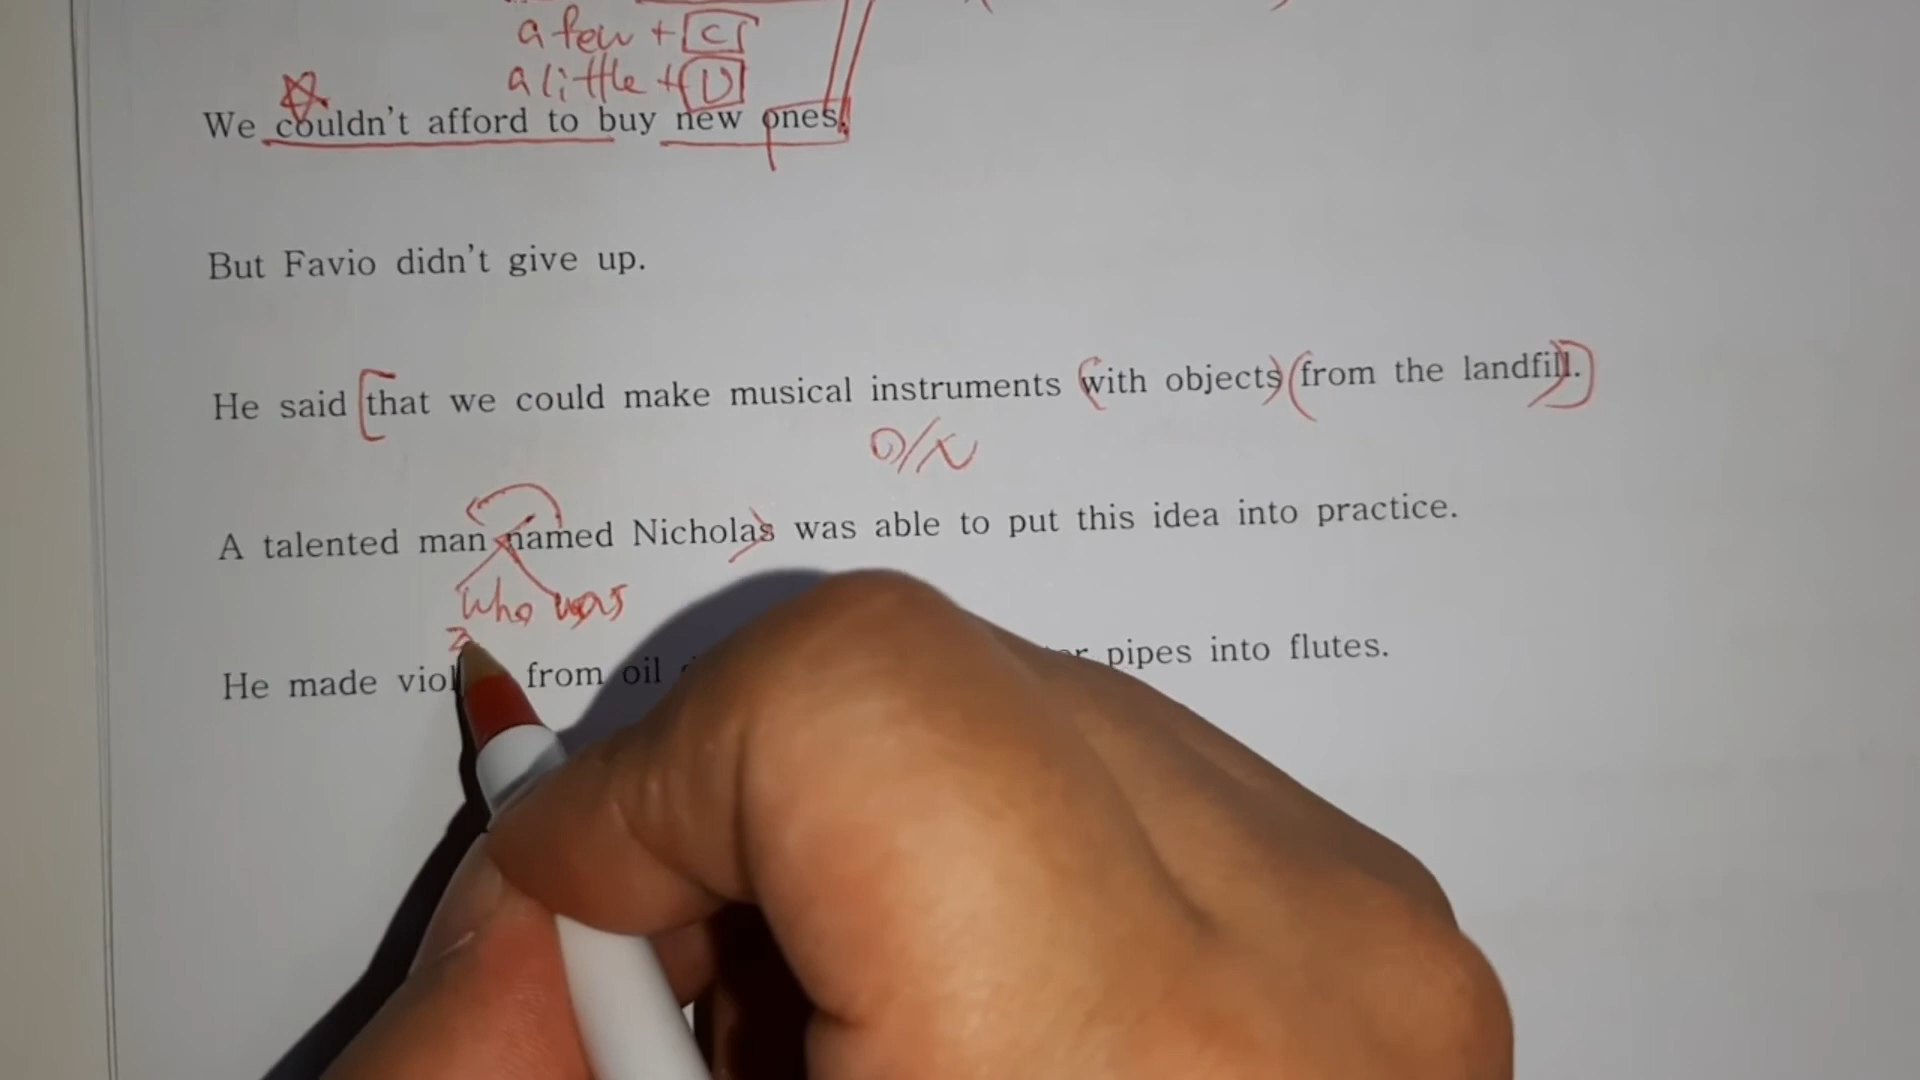 a few + C
a little + U
We couldn't afford to buy new ones.
But Favio didn't give up.
He said that we could make musical instruments with objects from the landfill.
O/X
A talented man named Nicholas was able to put this idea into practice.
who was
He made from oil pipes into flutes.